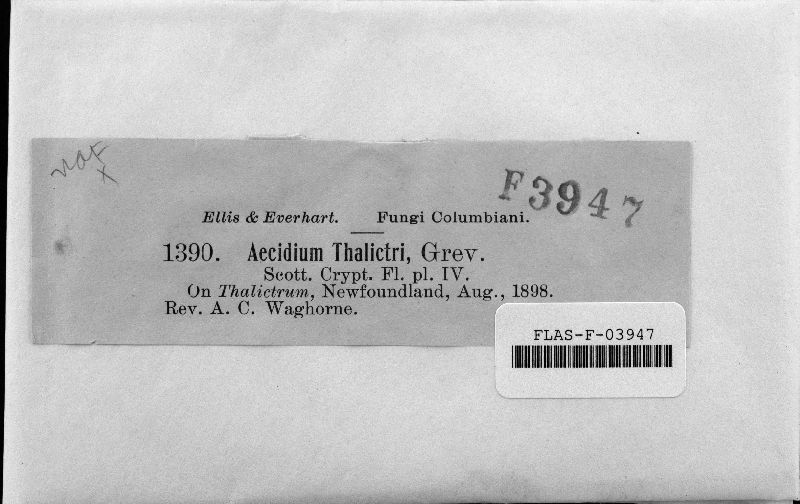 F3947
Ellis & Everhart. Fungi Columbiani.
1390. Aecidium Thalictri, Grev.
Scott. Crypt. Fl. pl. IV.
On Thalictrum, Newfoundland, Aug., 1898.
Rev. A. C. Waghorne.
FLAS-F-03947